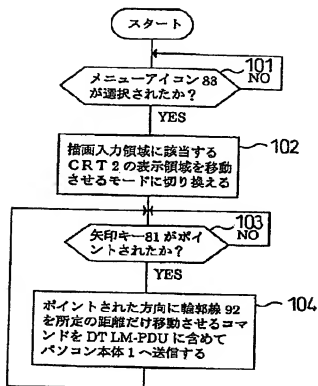 スタート
101
メニューアイコン88
が選択されたか？
NO
YES
102
描画入力領域に該当する
CRT2の表示領域を移動
させるモードに切り換える
103
矢印キー81がポイ
ントされたか？
NO
YES
104
ポイントされた方向に輪郭線92
を所定の距離だけ移動させるコマ
ンドをDT LM-PDUに含めて
パソコン本体1へ送信する